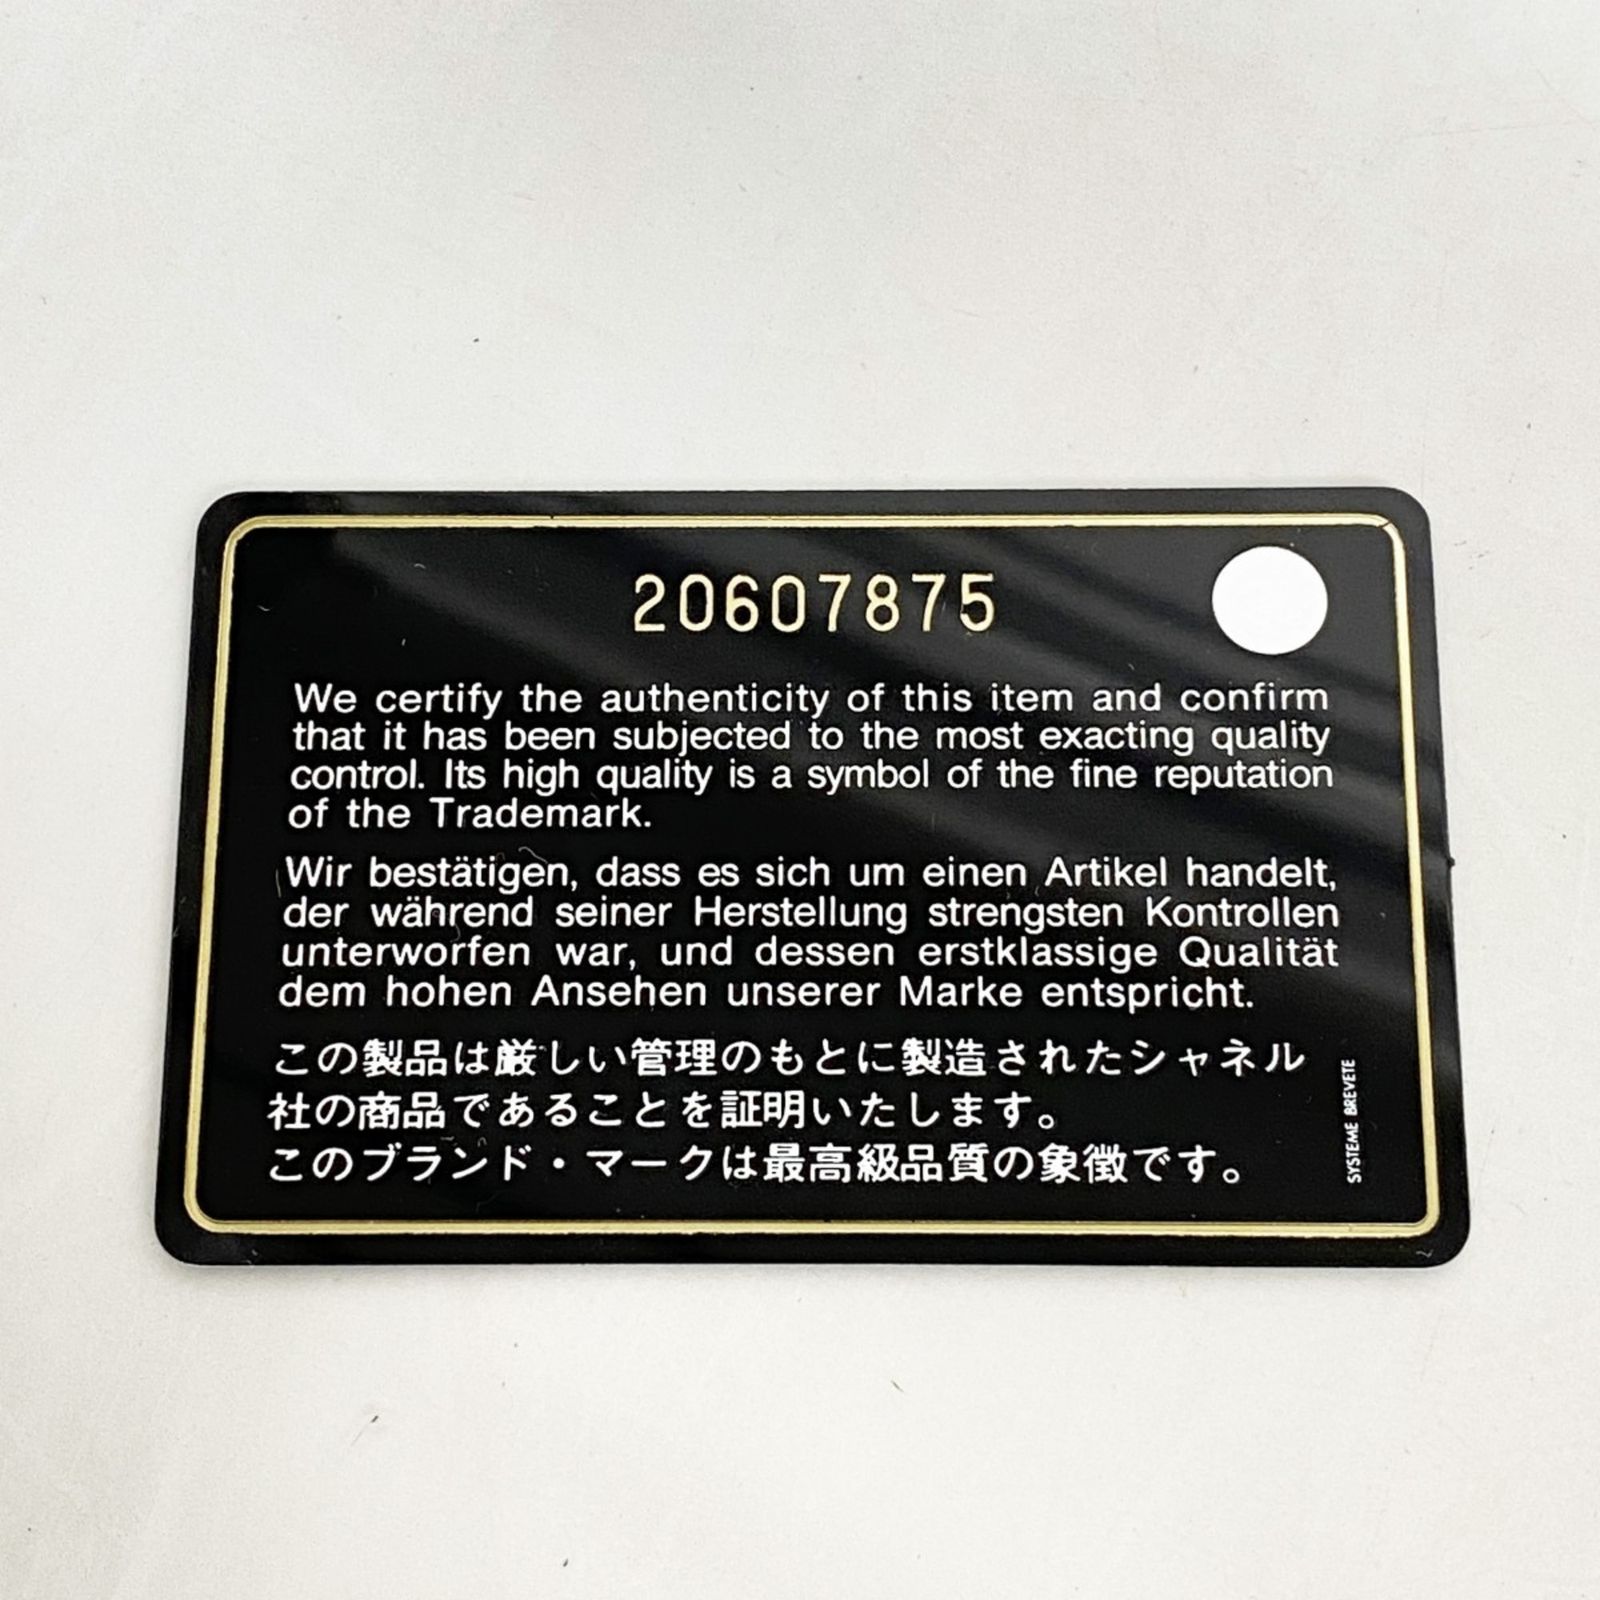 20607875
We certify the authenticity of this item and confirm
that it has been subjected to the most exacting quality
control. Its high quality is a symbol of the fine reputation
of the Trademark.
Wir bestätigen, dass es sich um einen Artikel handelt,
der während seiner Herstellung strengsten Kontrollen
unterworfen war, und dessen erstklassige Qualität
dem hohen Ansehen unserer Marke entspricht.
この製品は厳しい管理のもとに製造されたシャネル
社の商品であることを証明いたします。
このブランド・マークは最高級品質の象徴です。
SYSTEME BREVETE